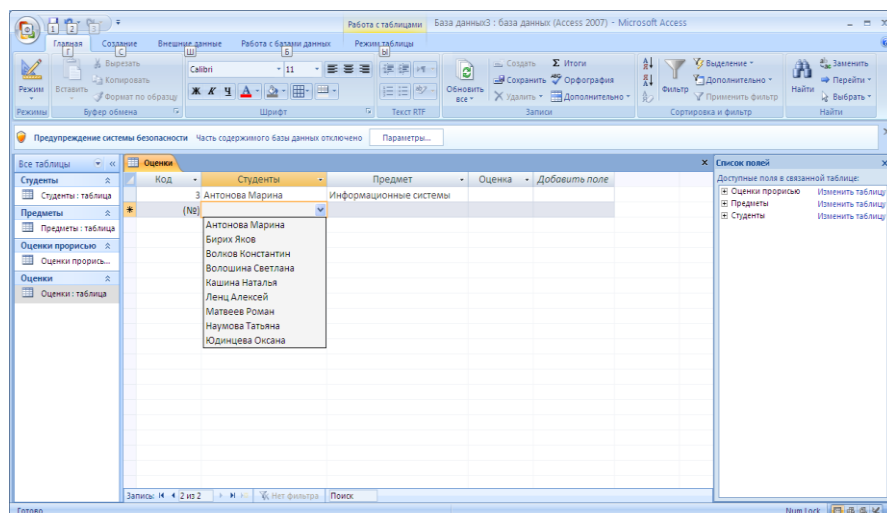 Работа с таблицами База данных3 : база данных (Access 2007) - Microsoft Access
1 2 3
Главная Создание Внешние данные Работа с базами данных Режим таблицы
Г С Ш Б Ы
Режим
Вставить
Вырезать
Копировать
Формат по образцу
Calibri 11
Ж К Ч А
Обновить все
Создать
Сохранить
Удалить
Итоги
Орфография
Дополнительно
Фильтр
Выделение
Дополнительно
Применить фильтр
Найти
Заменить
Перейти
Выбрать
Режимы Буфер обмена Шрифт Текст RTF Записи Сортировка и фильтр Найти
Предупреждение системы безопасности Часть содержимого базы данных отключено Параметры...
Все таблицы
Студенты
Студенты : таблица
Предметы
Предметы : таблица
Оценки прорисью
Оценки прорись...
Оценки
Оценки : таблица
Оценки
Код Студенты Предмет Оценка Добавить поле
3 Антонова Марина Информационные системы
(№)
Антонова Марина
Бирих Яков
Волков Константин
Волошина Светлана
Кашина Наталья
Ленц Алексей
Матвеев Роман
Наумова Татьяна
Юдинцева Оксана
Список полей
Доступные поля в связанной таблице:
Оценки прорисью Изменить таблицу
Предметы Изменить таблицу
Студенты Изменить таблицу
Запись: 2 из 2 Нет фильтра Поиск
Готово Num Lock